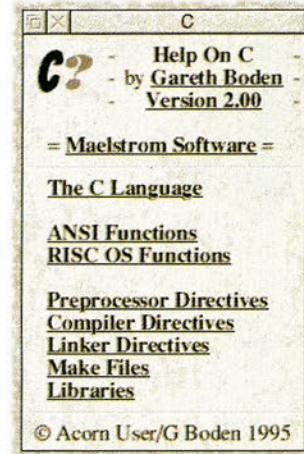 C
C? - Help On C -
- by Gareth Boden -
- Version 2.00 -
= Maelstrom Software =
The C Language
ANSI Functions
RISC OS Functions
Preprocessor Directives
Compiler Directives
Linker Directives
Make Files
Libraries
© Acorn User/G Boden 1995